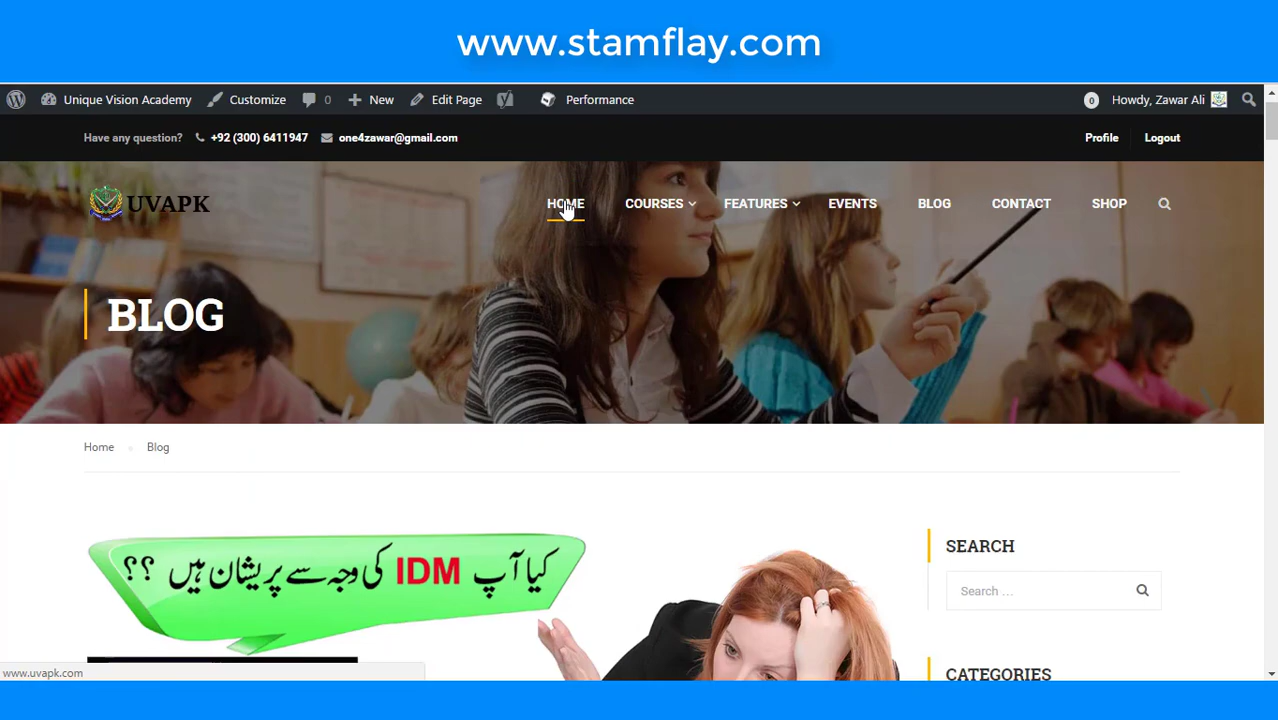 www.stamflay.com
Unique Vision Academy Customize 0 New Edit Page Performance 0 Howdy, Zawar Ali
Have any question? +92 (300) 6411947 one4zawar@gmail.com Profile Logout
UVAPK HOME COURSES FEATURES EVENTS BLOG CONTACT SHOP
BLOG
Home Blog
کیا آپ IDM کی وجہ سے پریشان ہیں ؟؟
SEARCH
Search ...
CATEGORIES
www.uvapk.com